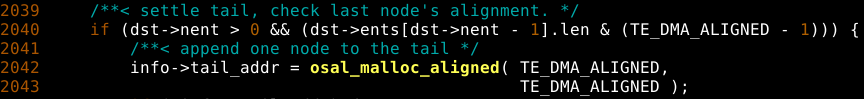 2039     /**< settle tail, check last node's alignment. */
2040     if (dst->nent > 0 && (dst->ents[dst->nent - 1].len & (TE_DMA_ALIGNED - 1))) {
2041         /**< append one node to the tail */
2042         info->tail_addr = osal_malloc_aligned( TE_DMA_ALIGNED,
2043                                                TE_DMA_ALIGNED );